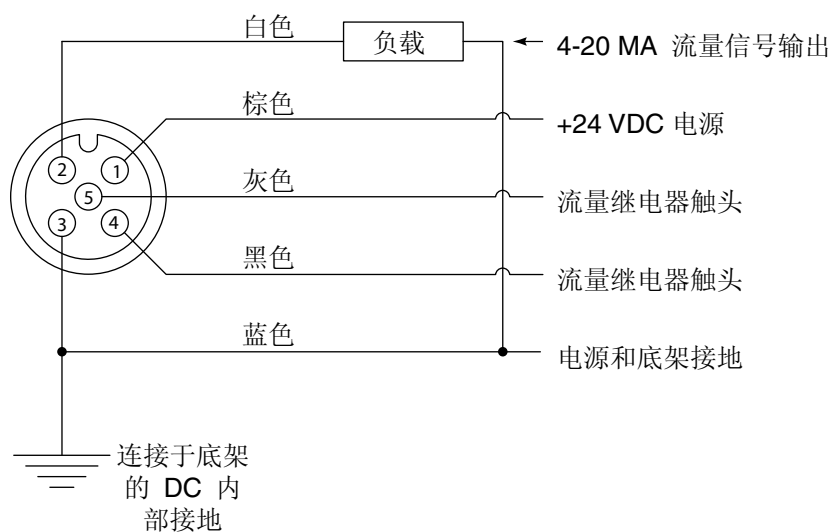 白色
负载
4-20 MA 流量信号输出
棕色
+24 VDC 电源
2
1
5
灰色
流量继电器触头
3
4
黑色
流量继电器触头
蓝色
电源和底架接地
连接于底架
的 DC 内
部接地